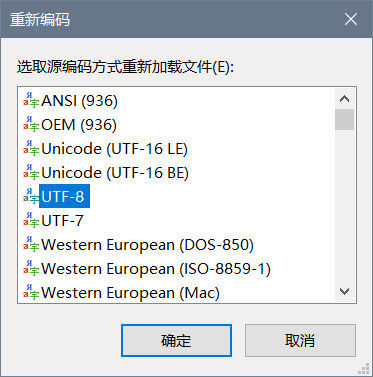 重新编码
选取源编码方式重新加载文件(E):
ANSI (936)
OEM (936)
Unicode (UTF-16 LE)
Unicode (UTF-16 BE)
UTF-8
UTF-7
Western European (DOS-850)
Western European (ISO-8859-1)
Western European (Mac)
确定
取消